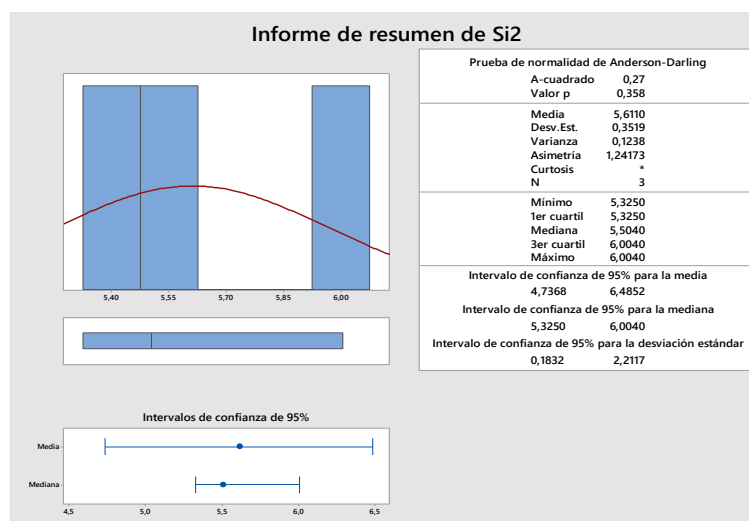 Informe de resumen de Si2
5,40 5,55 5,70 5,85 6,00
Intervalos de confianza de 95%
Media
Mediana
4,5 5,0 5,5 6,0 6,5
Prueba de normalidad de Anderson-Darling
A-cuadrado 0,27
Valor p 0,358
Media 5,6110
Desv.Est. 0,3519
Varianza 0,1238
Asimetría 1,24173
Curtosis *
N 3
Mínimo 5,3250
1er cuartil 5,3250
Mediana 5,5040
3er cuartil 6,0040
Máximo 6,0040
Intervalo de confianza de 95% para la media
4,7368 6,4852
Intervalo de confianza de 95% para la mediana
5,3250 6,0040
Intervalo de confianza de 95% para la desviación estándar
0,1832 2,2117